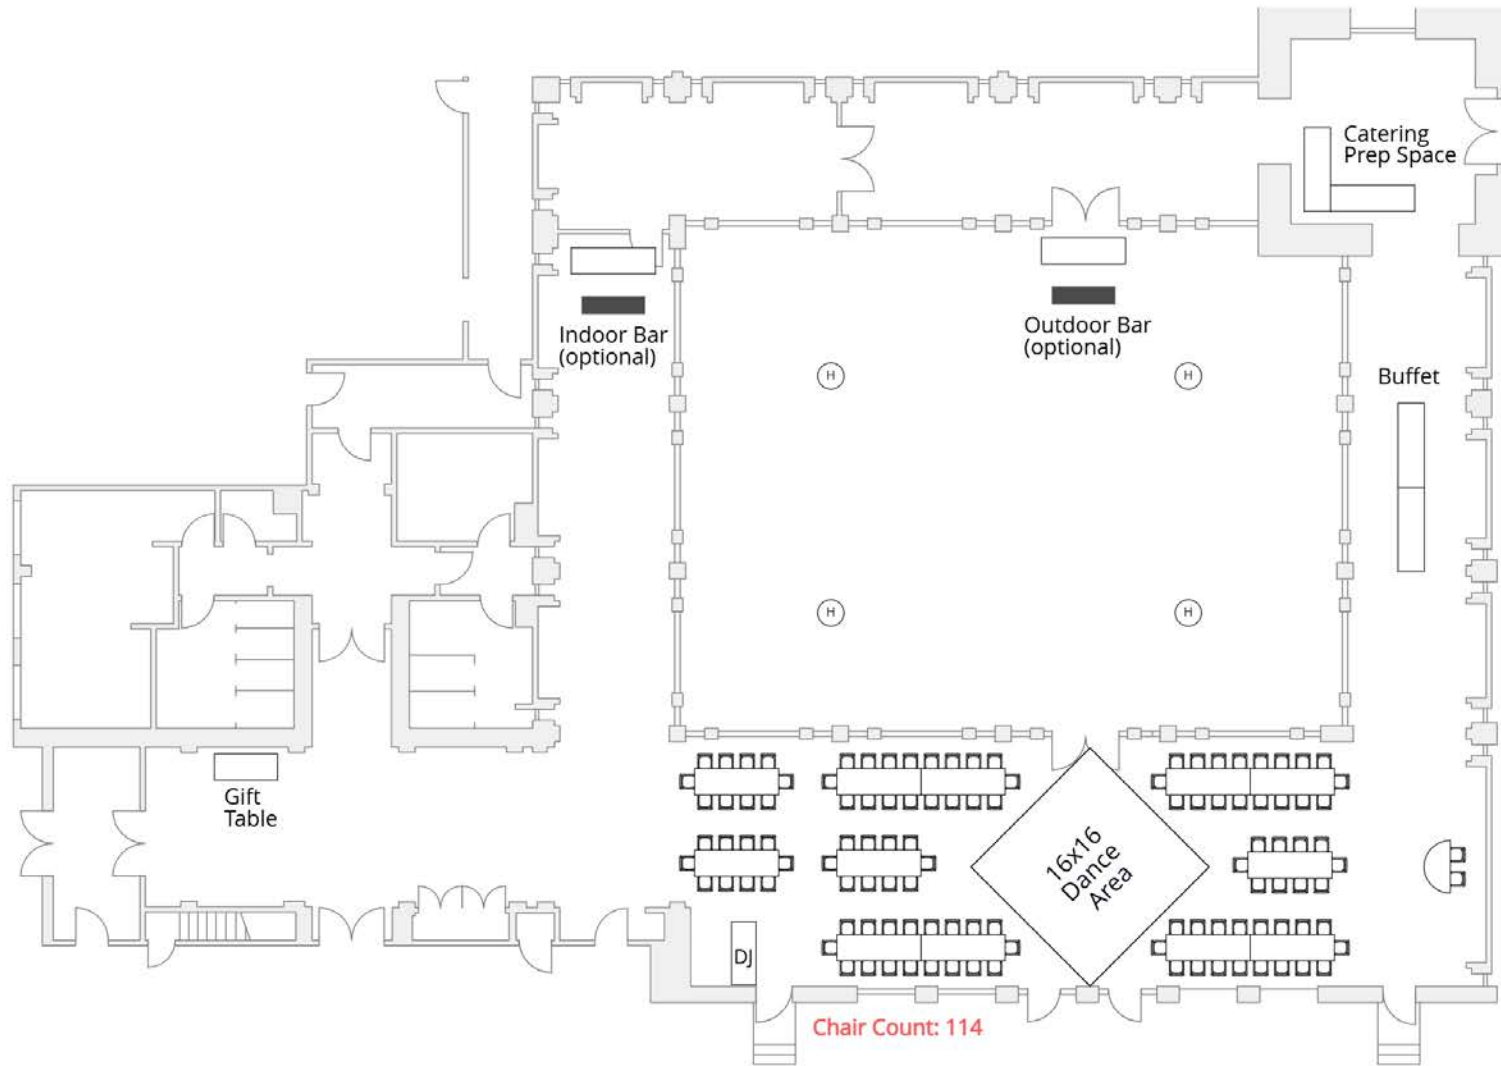 Catering
Prep Space
Indoor Bar
(optional)
Outdoor Bar
(optional)
H
H
Buffet
H
H
Gift
Table
16x16
Dance
Area
DJ
Chair Count: 114